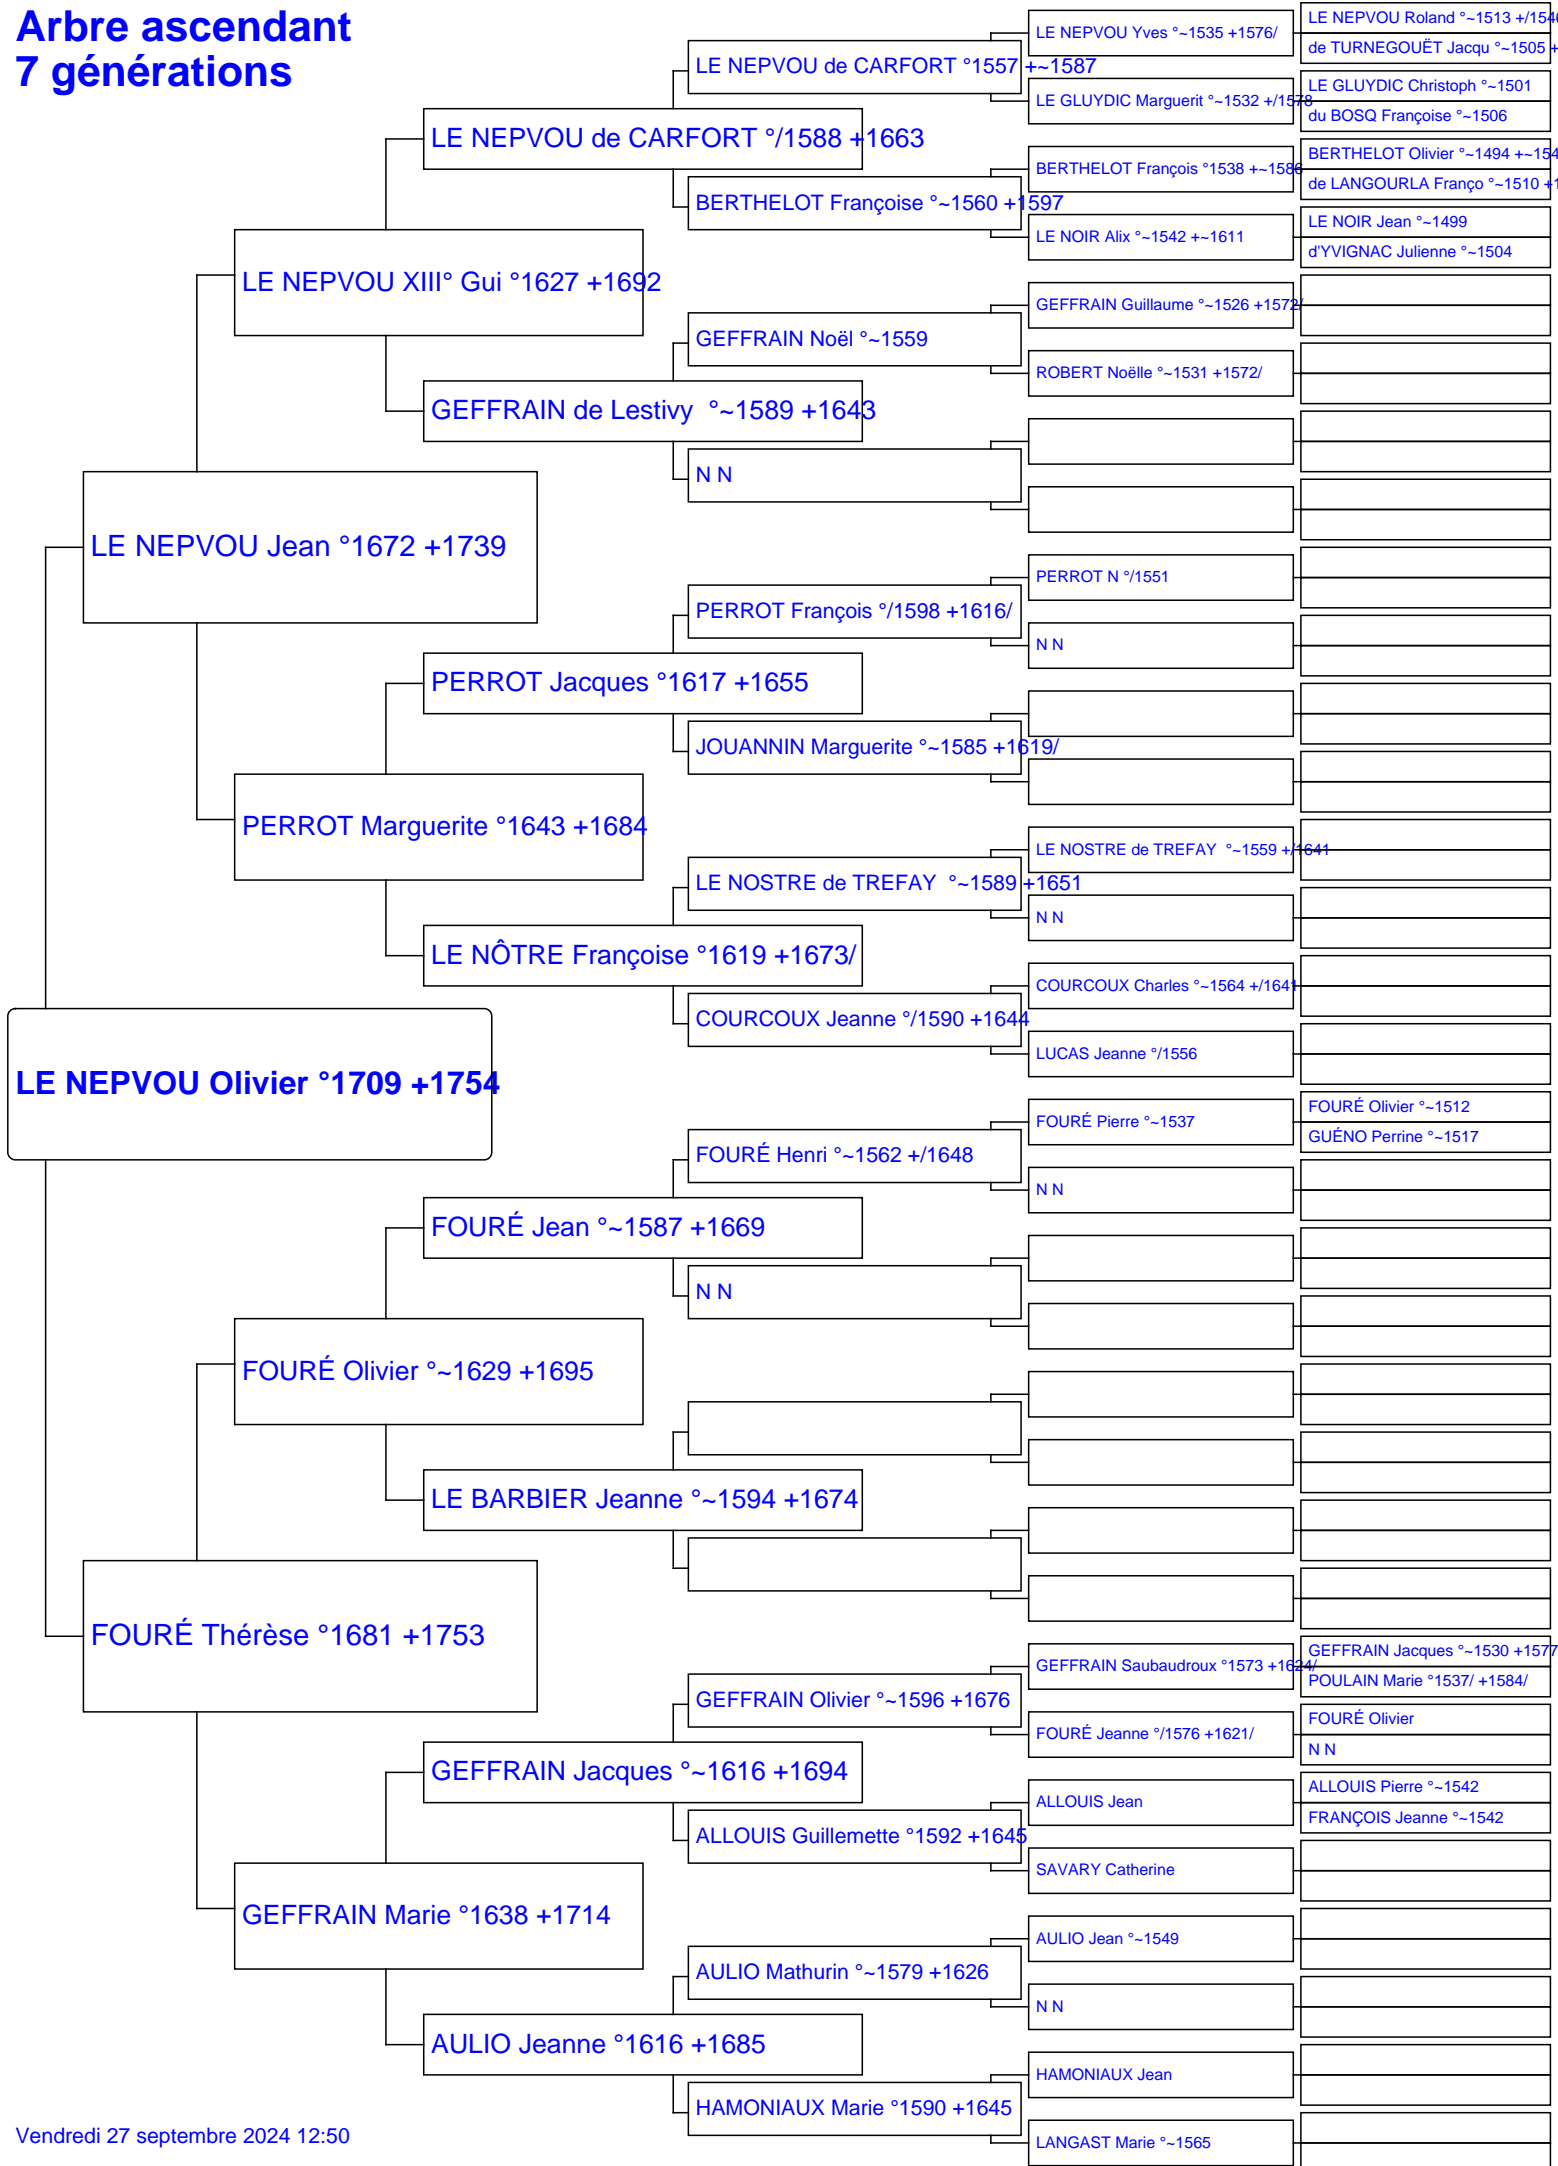 Arbre ascendant
7 générations
LE NEPVOU Olivier °1709 +1754
LE NEPVOU Jean °1672 +1739
FOURÉ Thérèse °1681 +1753
LE NEPVOU XIII° Gui °1627 +1692
PERROT Marguerite °1643 +1684
FOURÉ Olivier °~1629 +1695
GEFFRAIN Marie °1638 +1714
LE NEPVOU de CARFORT °/1588 +1663
GEFFRAIN de Lestivy °~1589 +1643
PERROT Jacques °1617 +1655
LE NÔTRE Françoise °1619 +1673/
FOURÉ Jean °~1587 +1669
LE BARBIER Jeanne °~1594 +1674
GEFFRAIN Jacques °~1616 +1694
AULIO Jeanne °1616 +1685
LE NEPVOU de CARFORT °1557 +~1587
BERTHELOT Françoise °~1560 +1597
GEFFRAIN Noël °~1559
N N
PERROT François °/1598 +1616/
JOUANNIN Marguerite °~1585 +1619/
LE NOSTRE de TREFAY °~1589 +1651
COURCOUX Jeanne °/1590 +1644
FOURÉ Henri °~1562 +/1648
N N
GEFFRAIN Olivier °~1596 +1676
ALLOUIS Guillemette °1592 +1645
AULIO Mathurin °~1579 +1626
HAMONIAUX Marie °1590 +1645
LE NEPVOU Yves °~1535 +1576/
LE GLUYDIC Marguerit °~1532 +/1578
BERTHELOT François °1538 +~1586
LE NOIR Alix °~1542 +~1611
GEFFRAIN Guillaume °~1526 +1572/
ROBERT Noëlle °~1531 +1572/
PERROT N °/1551
N N
LE NOSTRE de TREFAY °~1559 +/1641
N N
COURCOUX Charles °~1564 +/1641
LUCAS Jeanne °/1556
FOURÉ Pierre °~1537
N N
GEFFRAIN Saubaudroux °1573 +1624/
FOURÉ Jeanne °/1576 +1621/
ALLOUIS Jean
SAVARY Catherine
AULIO Jean °~1549
N N
HAMONIAUX Jean
LANGAST Marie °~1565
LE NEPVOU Roland °~1513 +/1546
de TURNEGOUËT Jacqu °~1505 +
LE GLUYDIC Christoph °~1501
du BOSQ Françoise °~1506
BERTHELOT Olivier °~1494 +~154
de LANGOURLA Franço °~1510 +1
LE NOIR Jean °~1499
d'YVIGNAC Julienne °~1504
FOURÉ Olivier °~1512
GUÉNO Perrine °~1517
GEFFRAIN Jacques °~1530 +1577
POULAIN Marie °1537/ +1584/
FOURÉ Olivier
N N
ALLOUIS Pierre °~1542
FRANÇOIS Jeanne °~1542
Vendredi 27 septembre 2024 12:50